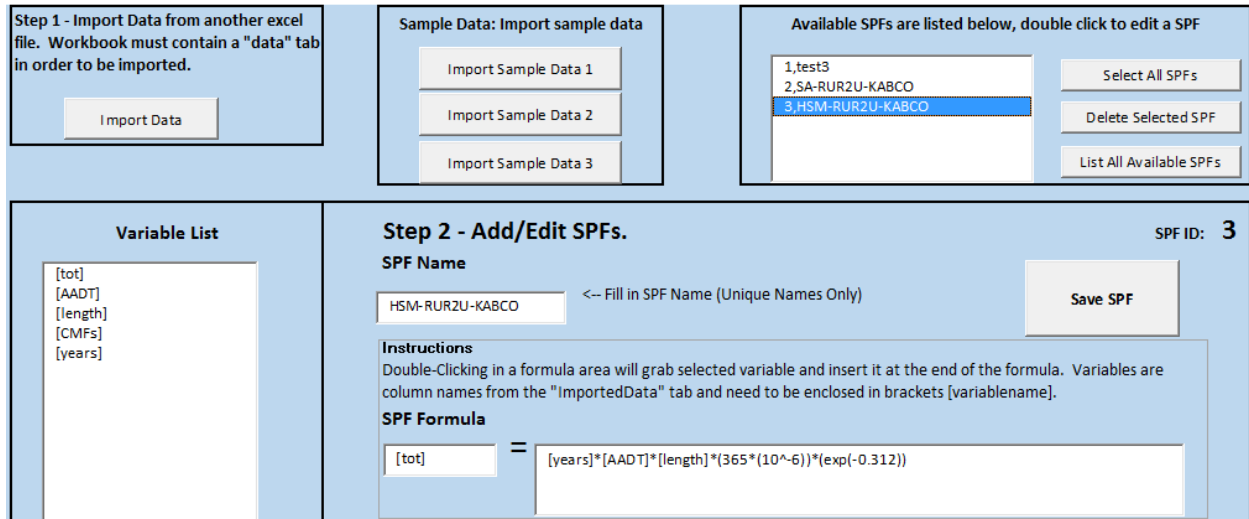 Step 1 - Import Data from another excel
file. Workbook must contain a "data" tab
in order to be imported.
Import Data
Sample Data: Import sample data
Import Sample Data 1
Import Sample Data 2
Import Sample Data 3
Available SPFs are listed below, double click to edit a SPF
1,test3
2,SA-RUR2U-KABCO
3,HSM-RUR2U-KABCO
Select All SPFs
Delete Selected SPF
List All Available SPFs
Variable List
[tot]
[AADT]
[length]
[CMFs]
[years]
Step 2 - Add/Edit SPFs.
SPF ID: 3
SPF Name
HSM-RUR2U-KABCO
<-- Fill in SPF Name (Unique Names Only)
Save SPF
Instructions
Double-Clicking in a formula area will grab selected variable and insert it at the end of the formula. Variables are
column names from the "ImportedData" tab and need to be enclosed in brackets [variablename].
SPF Formula
[tot] = [years]*[AADT]*[length]*(365*(10^-6))*(exp(-0.312))